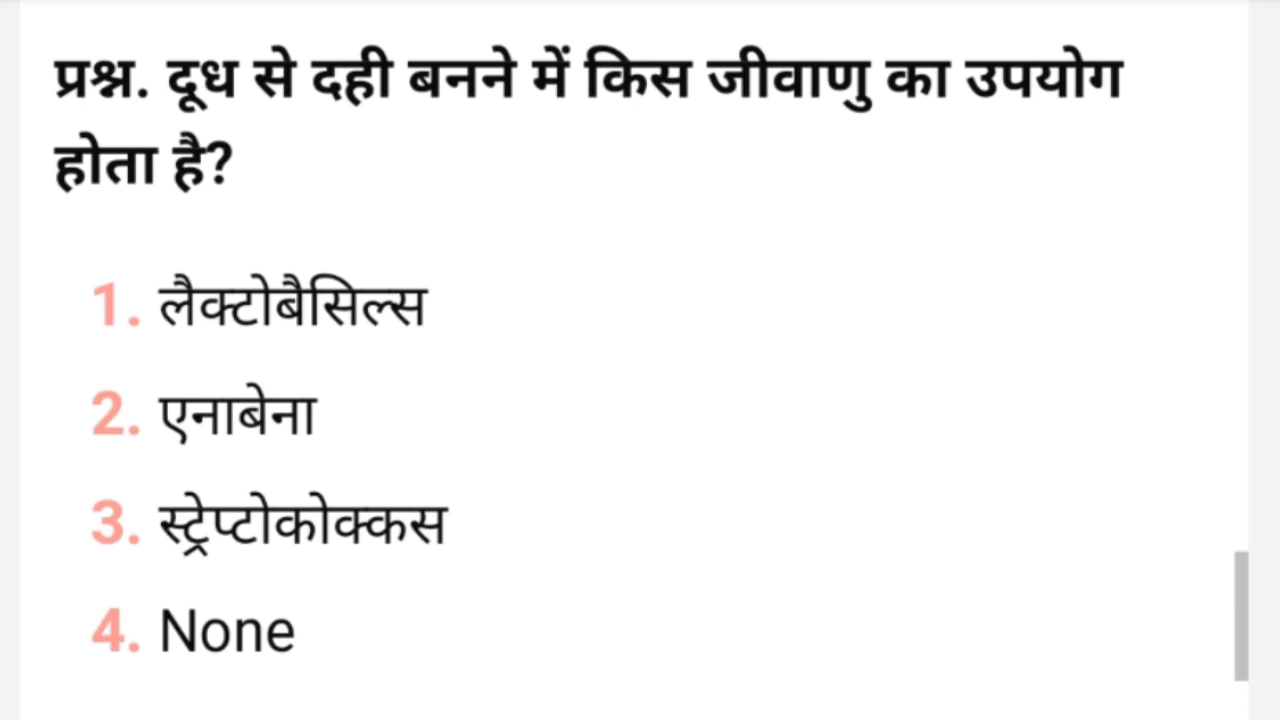 प्रश्न. दूध से दही बनने में किस जीवाणु का उपयोग
होता है?
1. लैक्टोबैसिल्स
2. एनाबेना
3. स्ट्रेप्टोकोक्कस
4. None